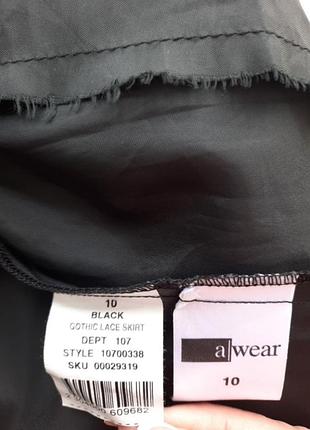 10
BLACK
GOTHIC LACE SKIRT
DEPT 107
STYLE 10700338
SKU 00029319
609682
a|wear
10